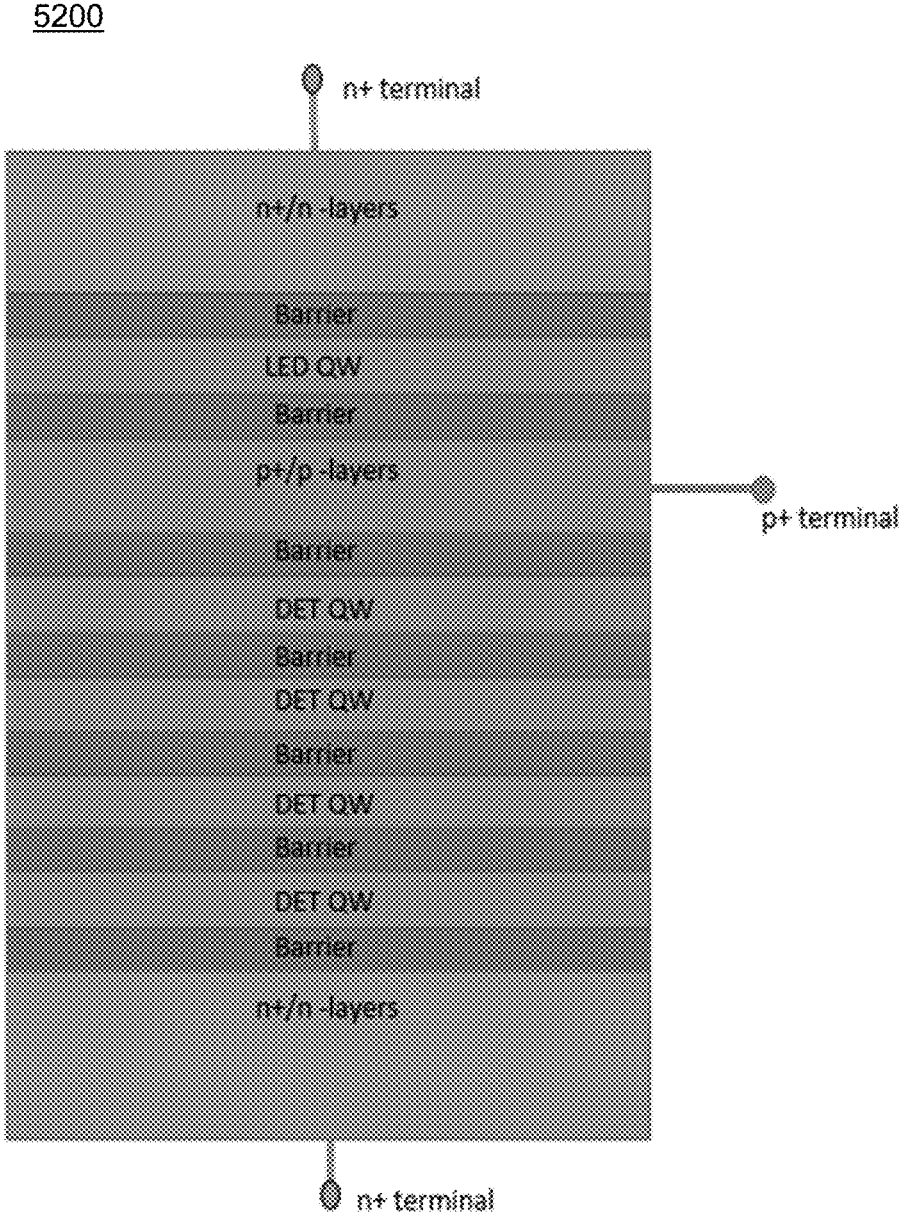 5200
n+ terminal
n+/n -layers
Barrier
LED QW
Barrier
p+/p -layers
p+ terminal
Barrier
DET QW
Barrier
DET QW
Barrier
DET QW
Barrier
DET QW
Barrier
n+/n -layers
n+ terminal